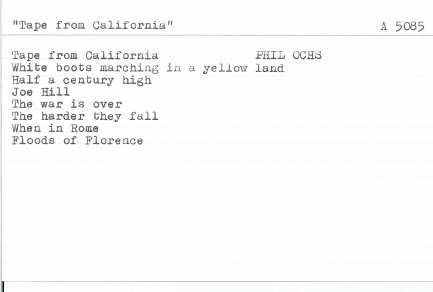 "Tape from California" A 5085
Tape from California PHIL OCHS
White boots marching in a yellow land
Half a century high
Joe Hill
The war is over
The harder they fall
When in Rome
Floods of Florence